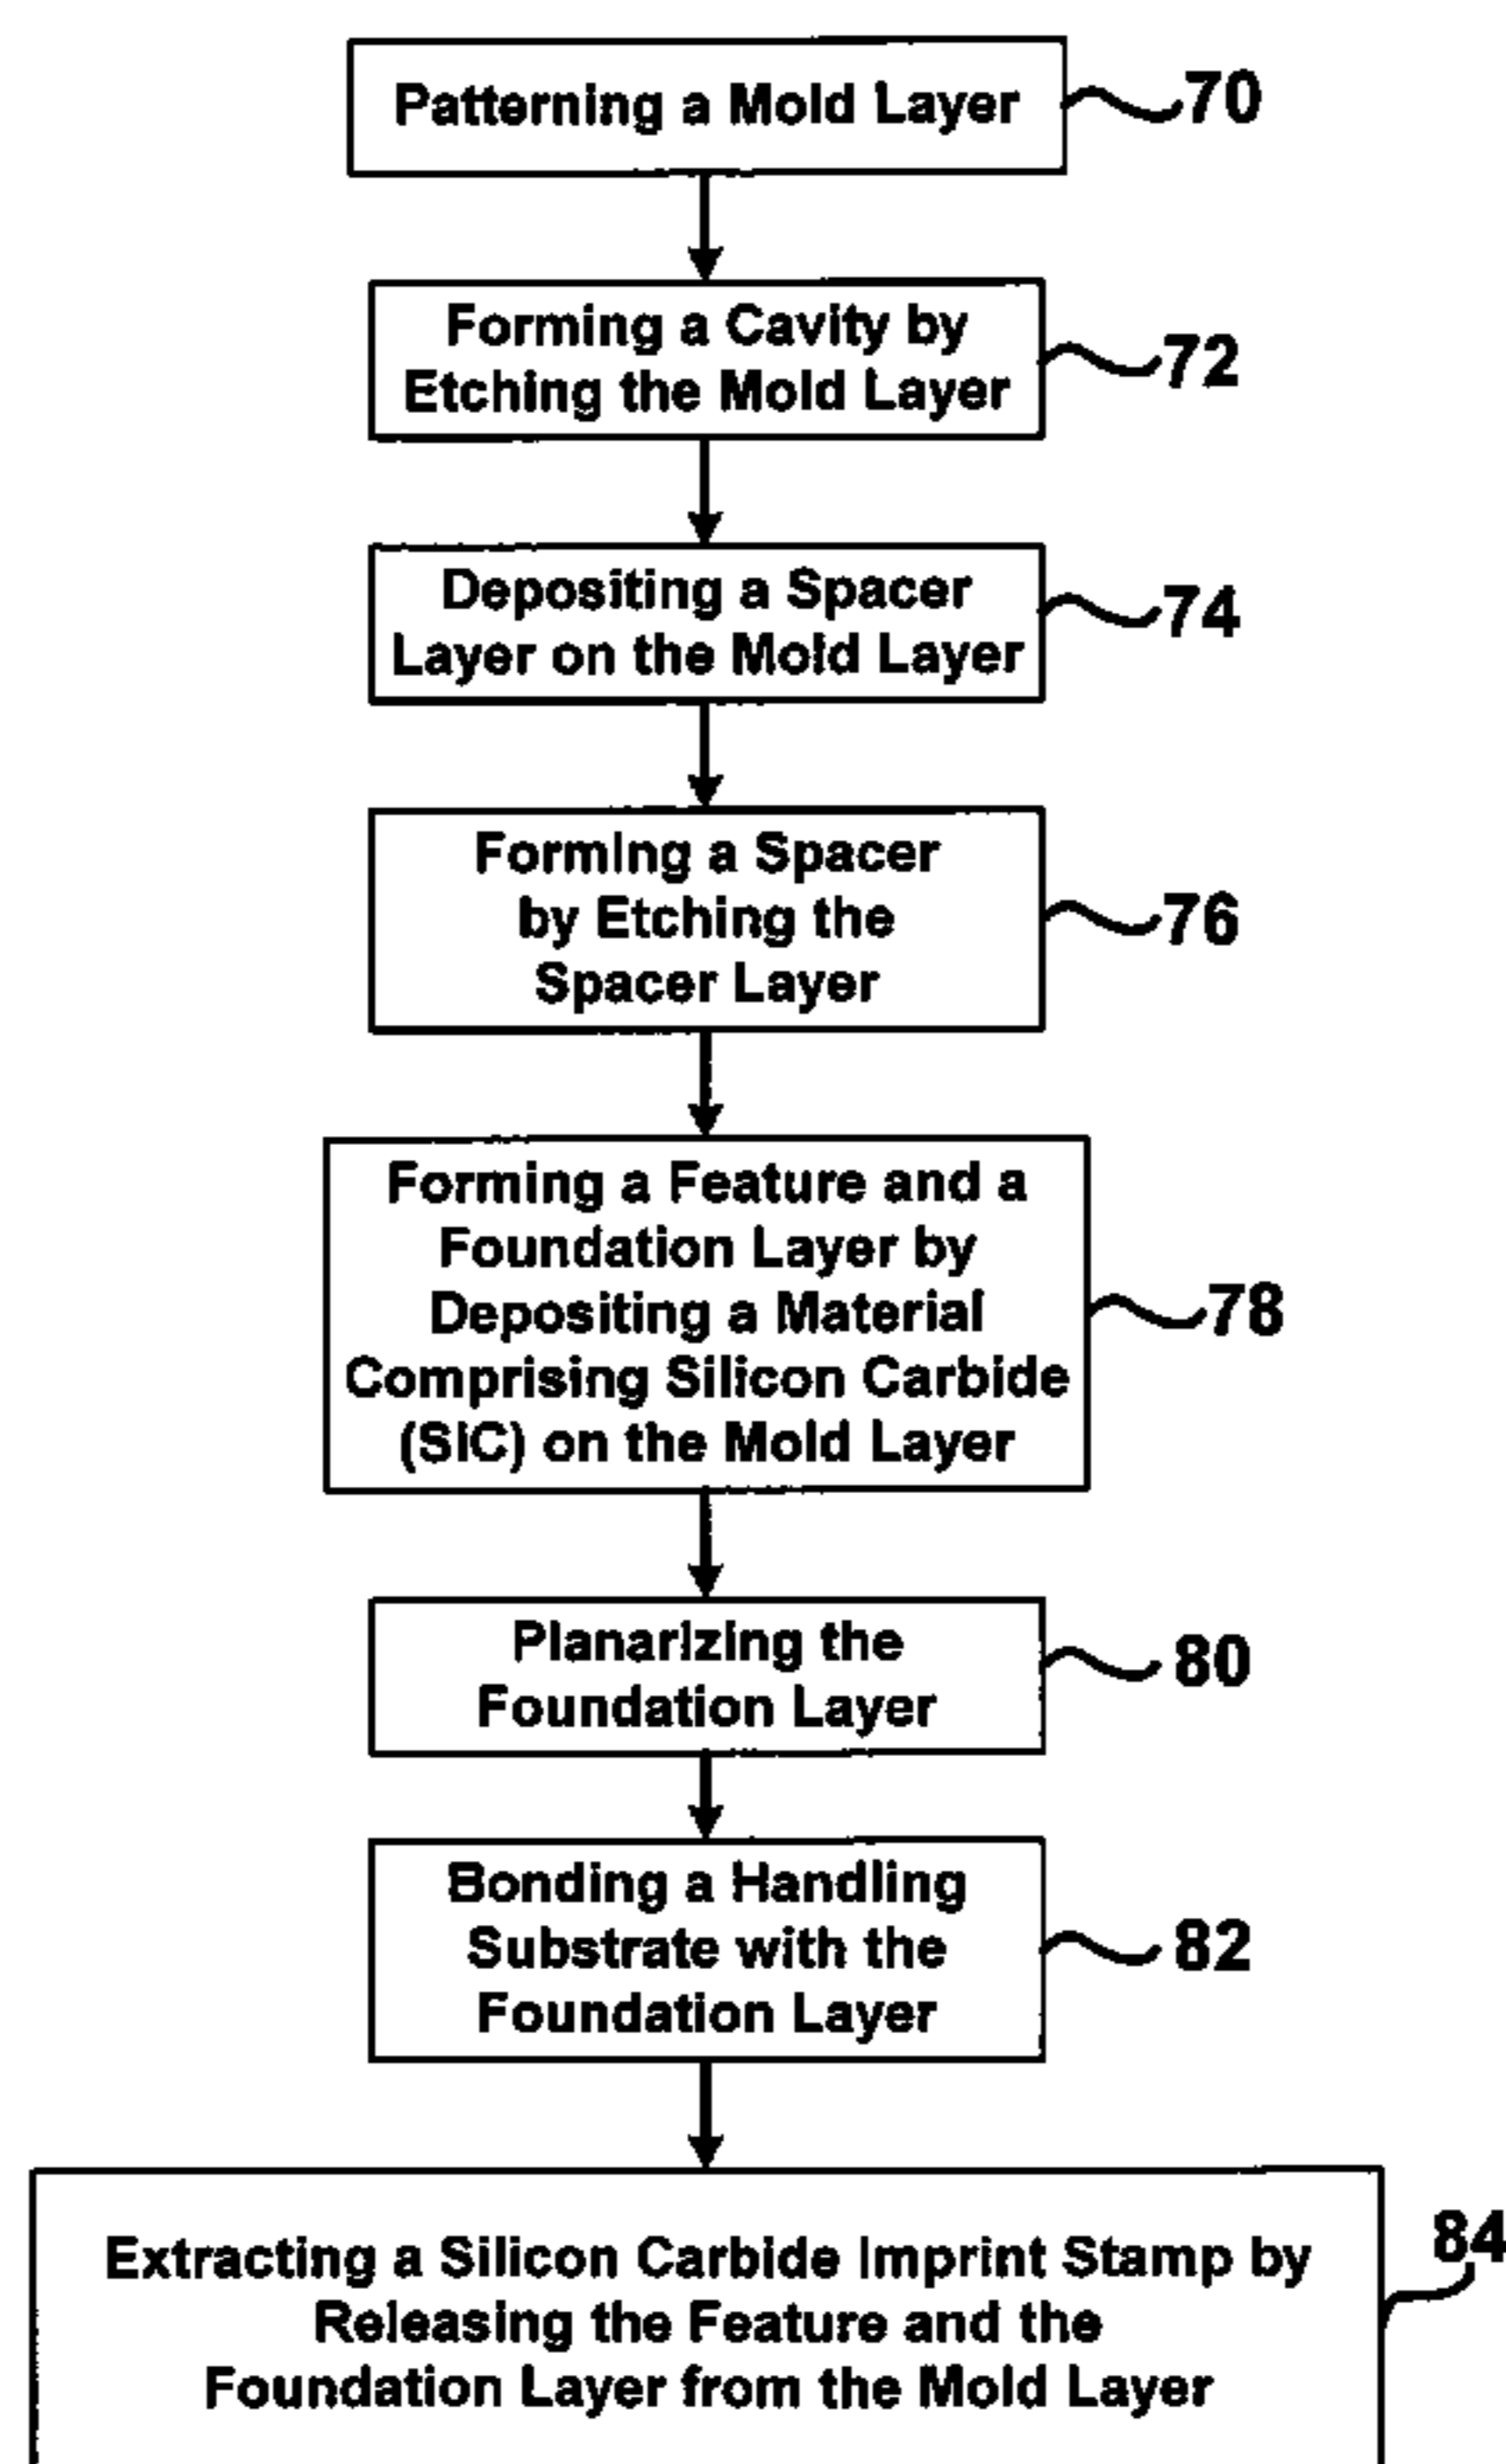 Patterning a Mold Layer
70
Forming a Cavity by
Etching the Mold Layer
72
Depositing a Spacer
Layer on the Mold Layer
74
Forming a Spacer
by Etching the
Spacer Layer
76
Forming a Feature and a
Foundation Layer by
Depositing a Material
Comprising Silicon Carbide
(SiC) on the Mold Layer
78
Planarizing the
Foundation Layer
80
Bonding a Handling
Substrate with the
Foundation Layer
82
Extracting a Silicon Carbide Imprint Stamp by
Releasing the Feature and the
Foundation Layer from the Mold Layer
84